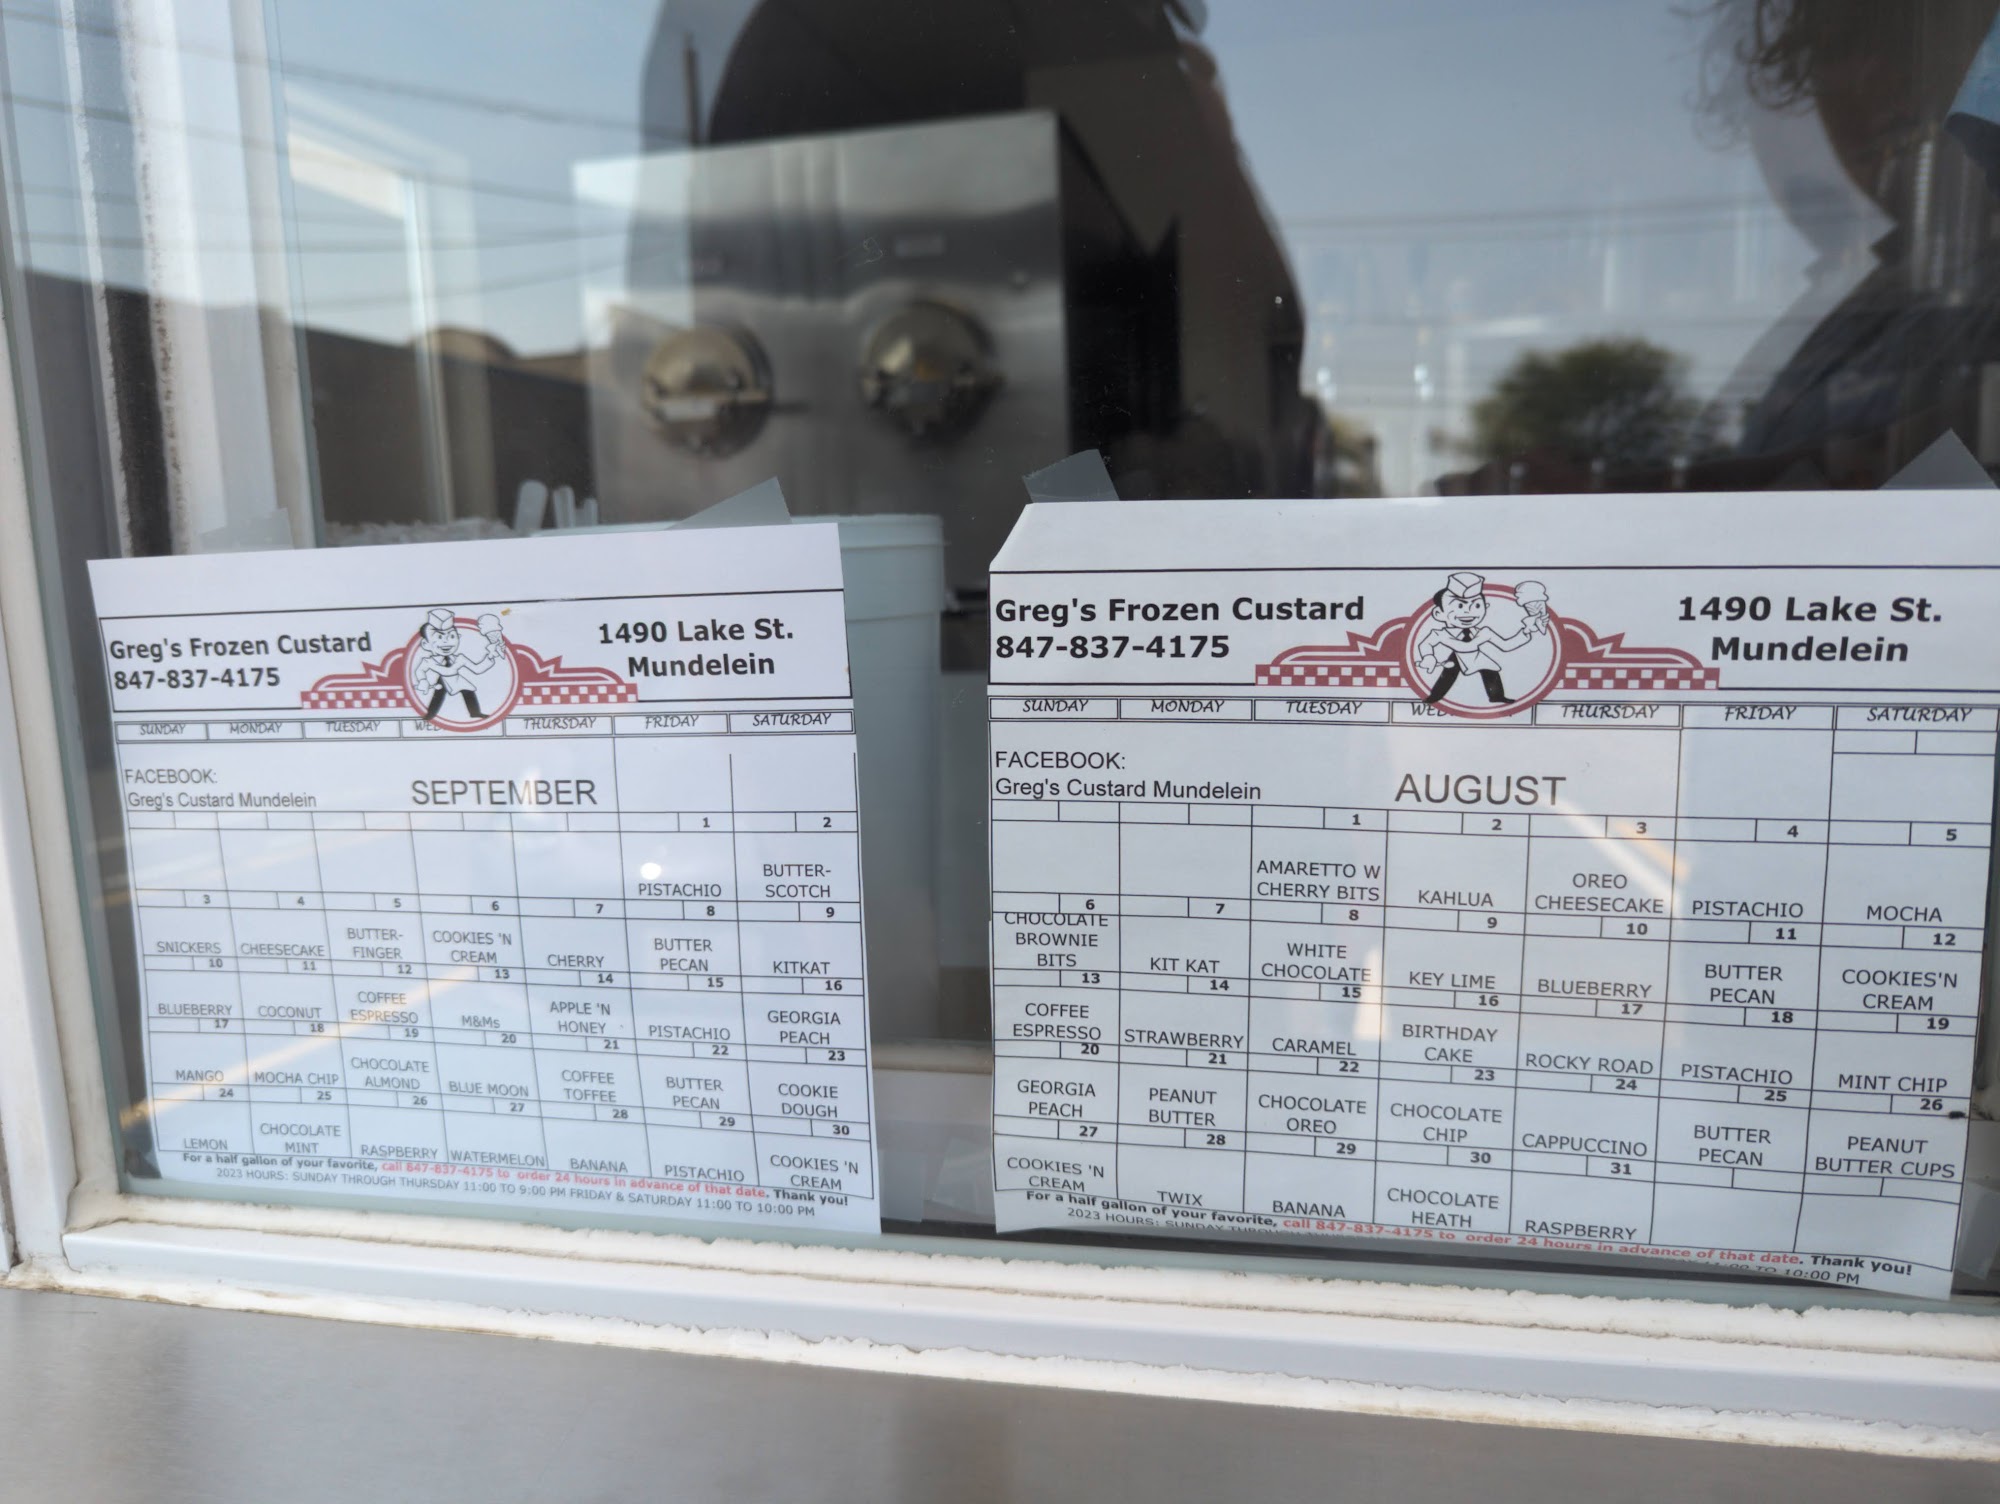 Greg's Frozen Custard
847-837-4175
1490 Lake St.
Mundelein
SUNDAY MONDAY TUESDAY THURSDAY FRIDAY SATURDAY
FACEBOOK:
Greg's Custard Mundelein
SEPTEMBER
1 2
PISTACHIO
BUTTER-
SCOTCH
3 4 5 6 7 8 9
SNICKERS
CHEESECAKE
BUTTER-
FINGER
COOKIES 'N
CREAM
CHERRY
BUTTER
PECAN
KITKAT
10 11 12 13 14 15 16
BLUEBERRY
COCONUT
COFFEE
ESPRESSO
M&Ms
APPLE 'N
HONEY
PISTACHIO
GEORGIA
PEACH
17 18 19 20 21 22 23
MANGO
MOCHA CHIP
CHOCOLATE
ALMOND
BLUE MOON
COFFEE
TOFFEE
BUTTER
PECAN
COOKIE
DOUGH
24 25 26 27 28 29 30
LEMON
CHOCOLATE
MINT
RASPBERRY
WATERMELON
BANANA
PISTACHIO
COOKIES 'N
CREAM
For a half gallon of your favorite, call 847-837-4175 to order 24 hours in advance of that date. Thank you!
2023 HOURS: SUNDAY THROUGH THURSDAY 11:00 TO 9:00 PM FRIDAY & SATURDAY 11:00 TO 10:00 PM
Greg's Frozen Custard
847-837-4175
1490 Lake St.
Mundelein
SUNDAY MONDAY TUESDAY THURSDAY FRIDAY SATURDAY
FACEBOOK:
Greg's Custard Mundelein
AUGUST
1 2 3 4 5
AMARETTO W
CHERRY BITS
KAHLUA
OREO
CHEESECAKE
PISTACHIO
MOCHA
6 7 8 9 10 11 12
CHOCOLATE
BROWNIE
BITS
KIT KAT
WHITE
CHOCOLATE
KEY LIME
BLUEBERRY
BUTTER
PECAN
COOKIES'N
CREAM
13 14 15 16 17 18 19
COFFEE
ESPRESSO
STRAWBERRY
CARAMEL
BIRTHDAY
CAKE
ROCKY ROAD
PISTACHIO
MINT CHIP
20 21 22 23 24 25 26
GEORGIA
PEACH
PEANUT
BUTTER
CHOCOLATE
OREO
CHOCOLATE
CHIP
CAPPUCCINO
BUTTER
PECAN
PEANUT
BUTTER CUPS
27 28 29 30 31
COOKIES 'N
CREAM
TWIX
BANANA
CHOCOLATE
HEATH
RASPBERRY
For a half gallon of your favorite, call 847-837-4175 to order 24 hours in advance of that date. Thank you!
2023 HOURS: SUNDAY 11:00 TO 10:00 PM